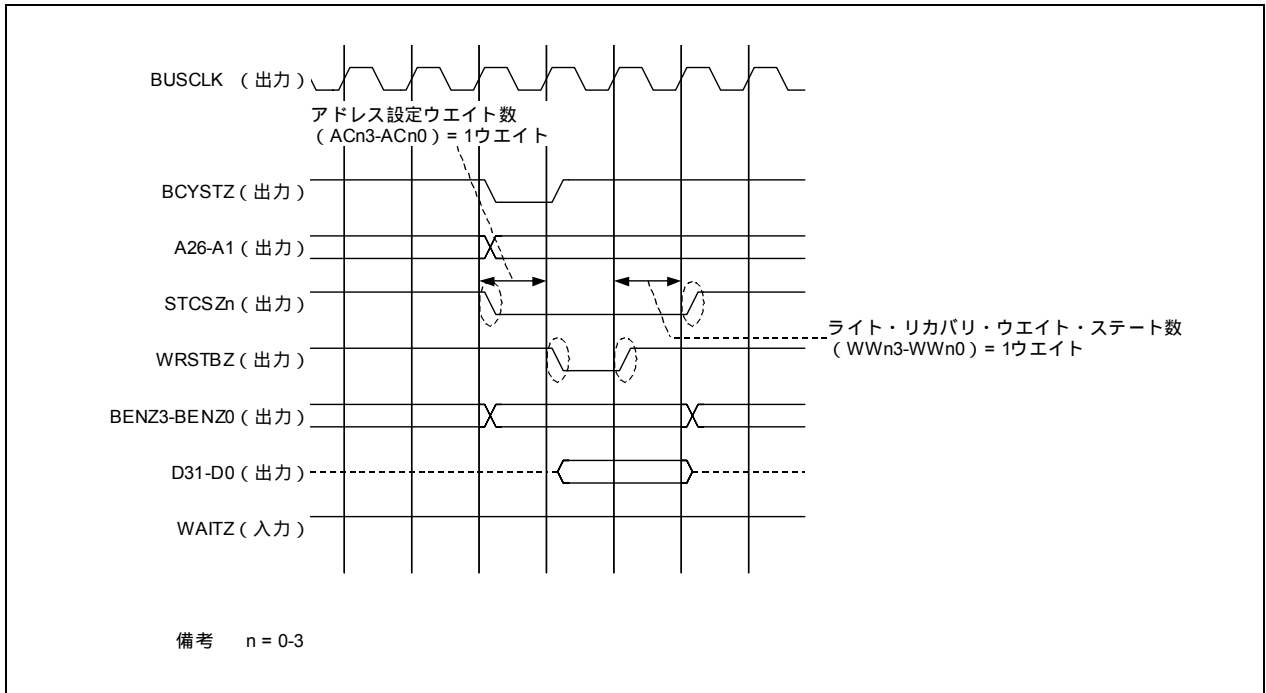 BUSCLK （出力）
アドレス設定ウエイト数
（ACn3-ACn0）= 1ウエイト
BCYSTZ（出力）
A26-A1（出力）
STCSZn（出力）
ライト・リカバリ・ウエイト・ステート数
（WWn3-WWn0）= 1ウエイト
WRSTBZ（出力）
BENZ3-BENZ0（出力）
D31-D0（出力）
WAITZ（入力）
備考 n = 0-3